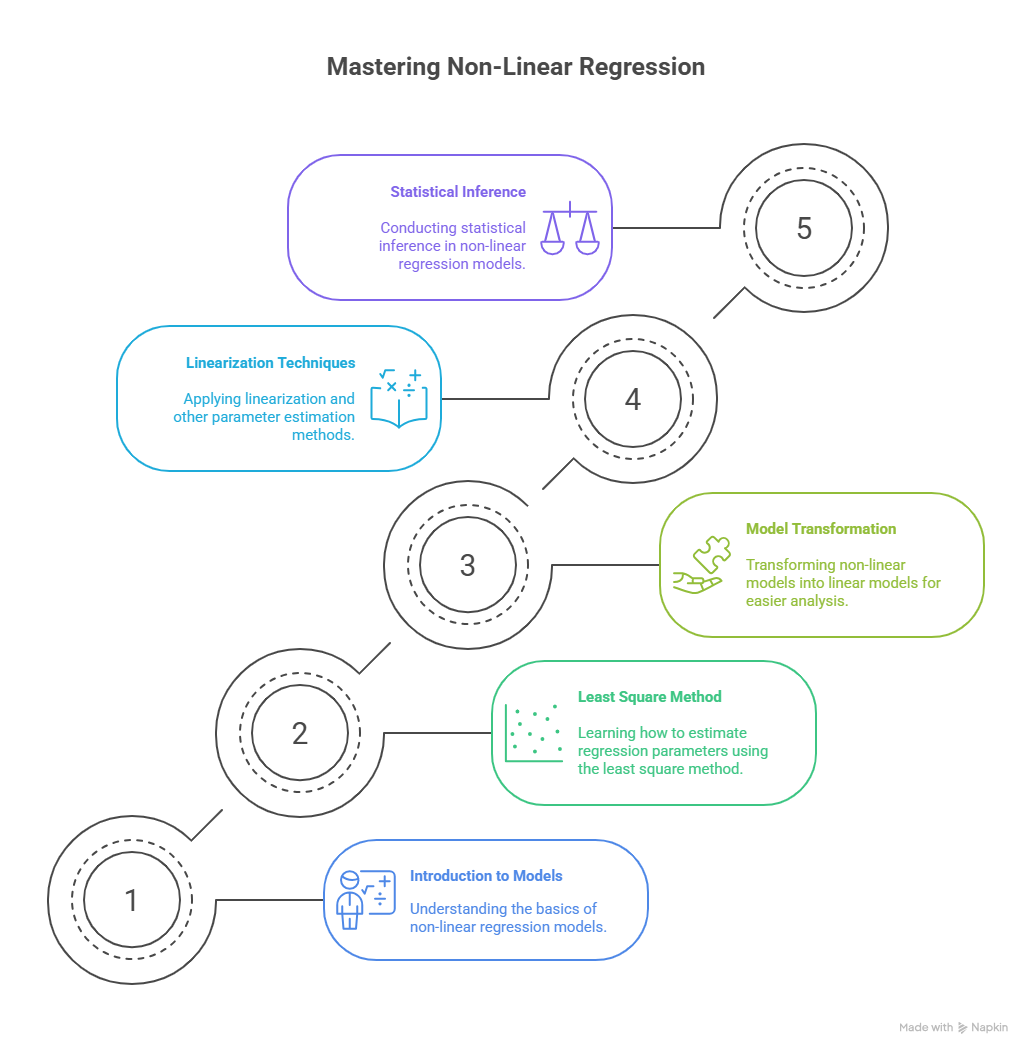 Mastering Non-Linear Regression
Statistical Inference
Conducting statistical
inference in non-linear
regression models.
5
Linearization Techniques
Applying linearization and
other parameter estimation
methods.
4
3
Model Transformation
Transforming non-linear
models into linear models for
easier analysis.
2
Least Square Method
Learning how to estimate
regression parameters using
the least square method.
1
Introduction to Models
Understanding the basics of
non-linear regression models.
Made with Napkin